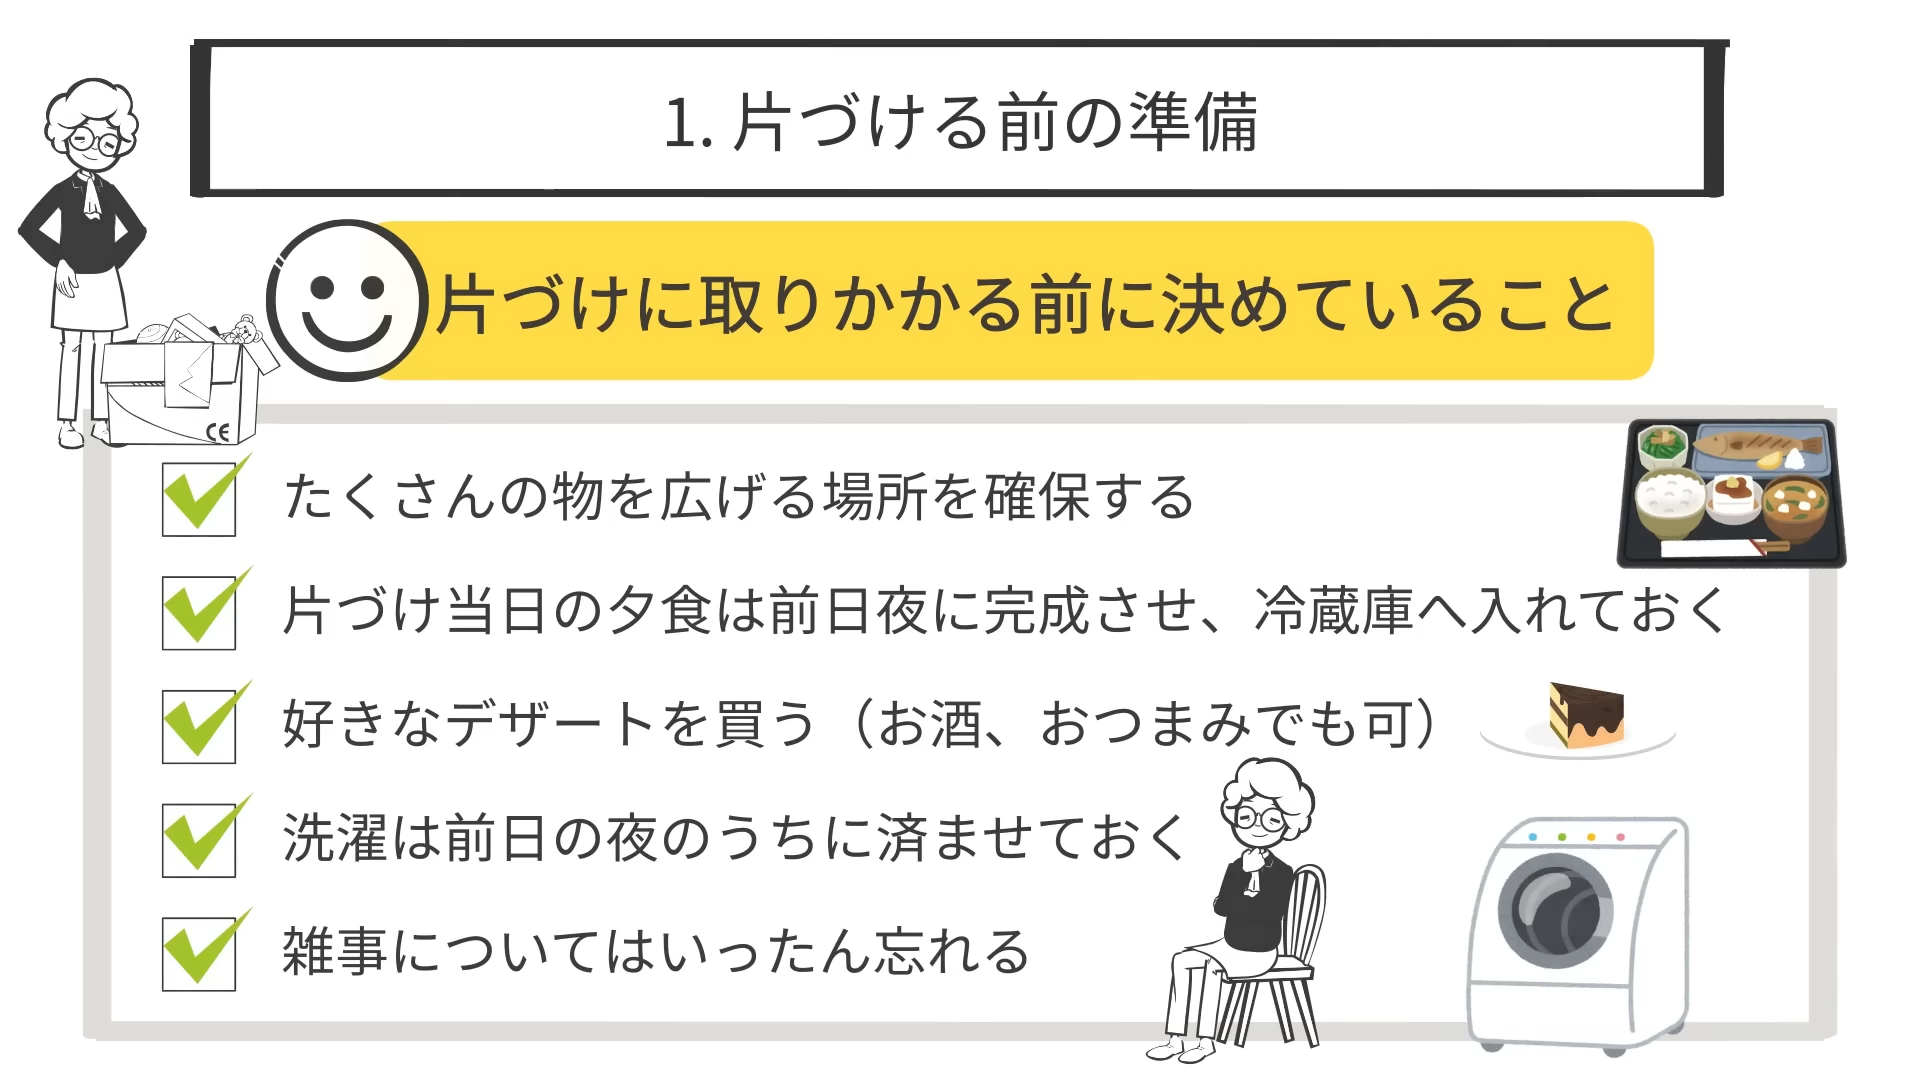 1. 片づける前の準備
片づけに取りかかる前に決めていること
たくさんの物を広げる場所を確保する
片づけ当日の夕食は前日夜に完成させ、冷蔵庫へ入れておく
好きなデザートを買う（お酒、おつまみでも可）
洗濯は前日の夜のうちに済ませておく
雑事についてはいったん忘れる
CE